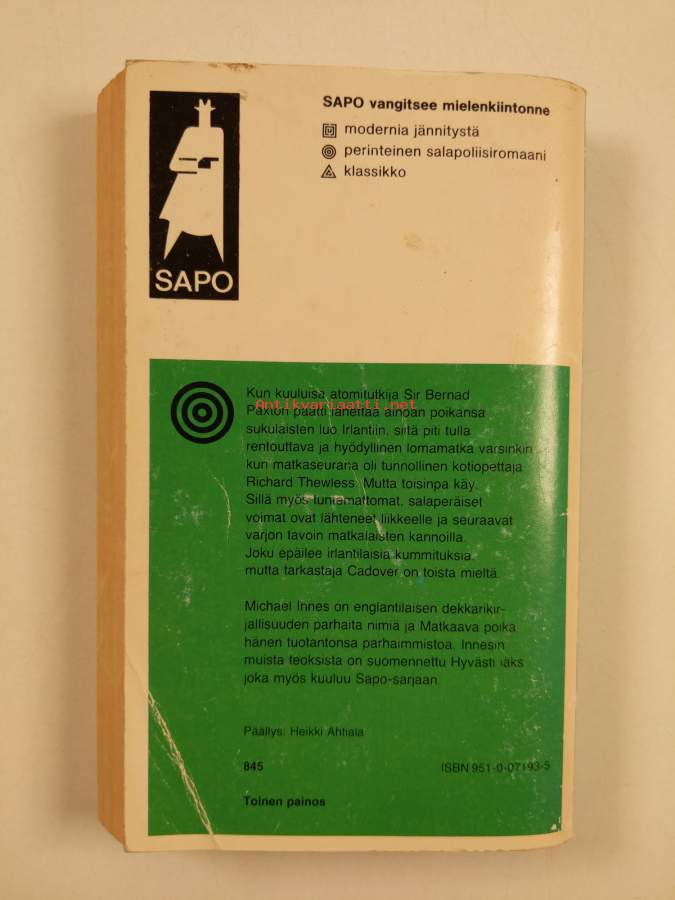 SAPO
SAPO vangitsee mielenkiintonne
modernia jännitystä
perinteinen salapoliisiromaani
klassikko
Kun kuuluisa atomitutkija Sir Bernad
Paxton päätti lähettää ainoan poikansa
Antikvariaatti.net
sukulaisten luo Irlantiin, siitä piti tulla
rentouttava ja hyödyllinen lomamatka varsinkin
kun matkaseurana oli tunnollinen kotiopettaja
Richard Thewless. Mutta toisinpa käy.
Sillä myös tuntemattomat, salaperäiset
voimat ovat lähteneet liikkeelle ja seuraavat
varjon tavoin matkalaisten kannoilla.
Joku epäilee irlantilaisia kummituksia,
mutta tarkastaja Cadover on toista mieltä.
Michael Innes on englantilaisen dekkarikir-
jallisuuden parhaita nimiä ja Matkaava poika
hänen tuotantonsa parhaimmistoa. Innesin
muista teoksista on suomennettu Hyvästi
joka myös kuuluu Sapo-sarjaan.
Päällys: Heikki Ahtiala
845
ISBN 951-0-07193-5
Toinen painos